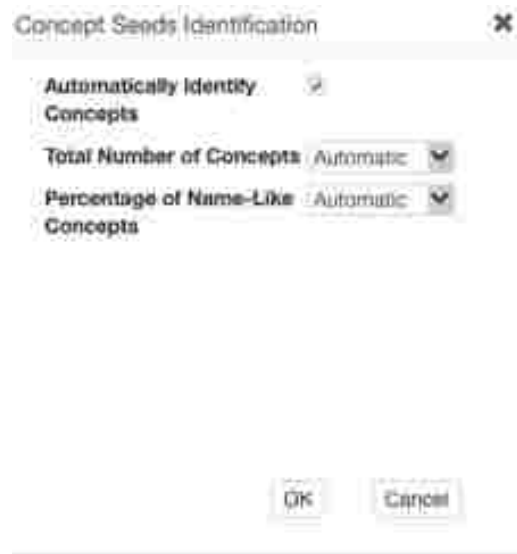 Concept Seeds Identification
Automatically Identify
Concepts
Total Number of Concepts Automatic
Percentage of Name-Like Automatic
Concepts
OK Cancel